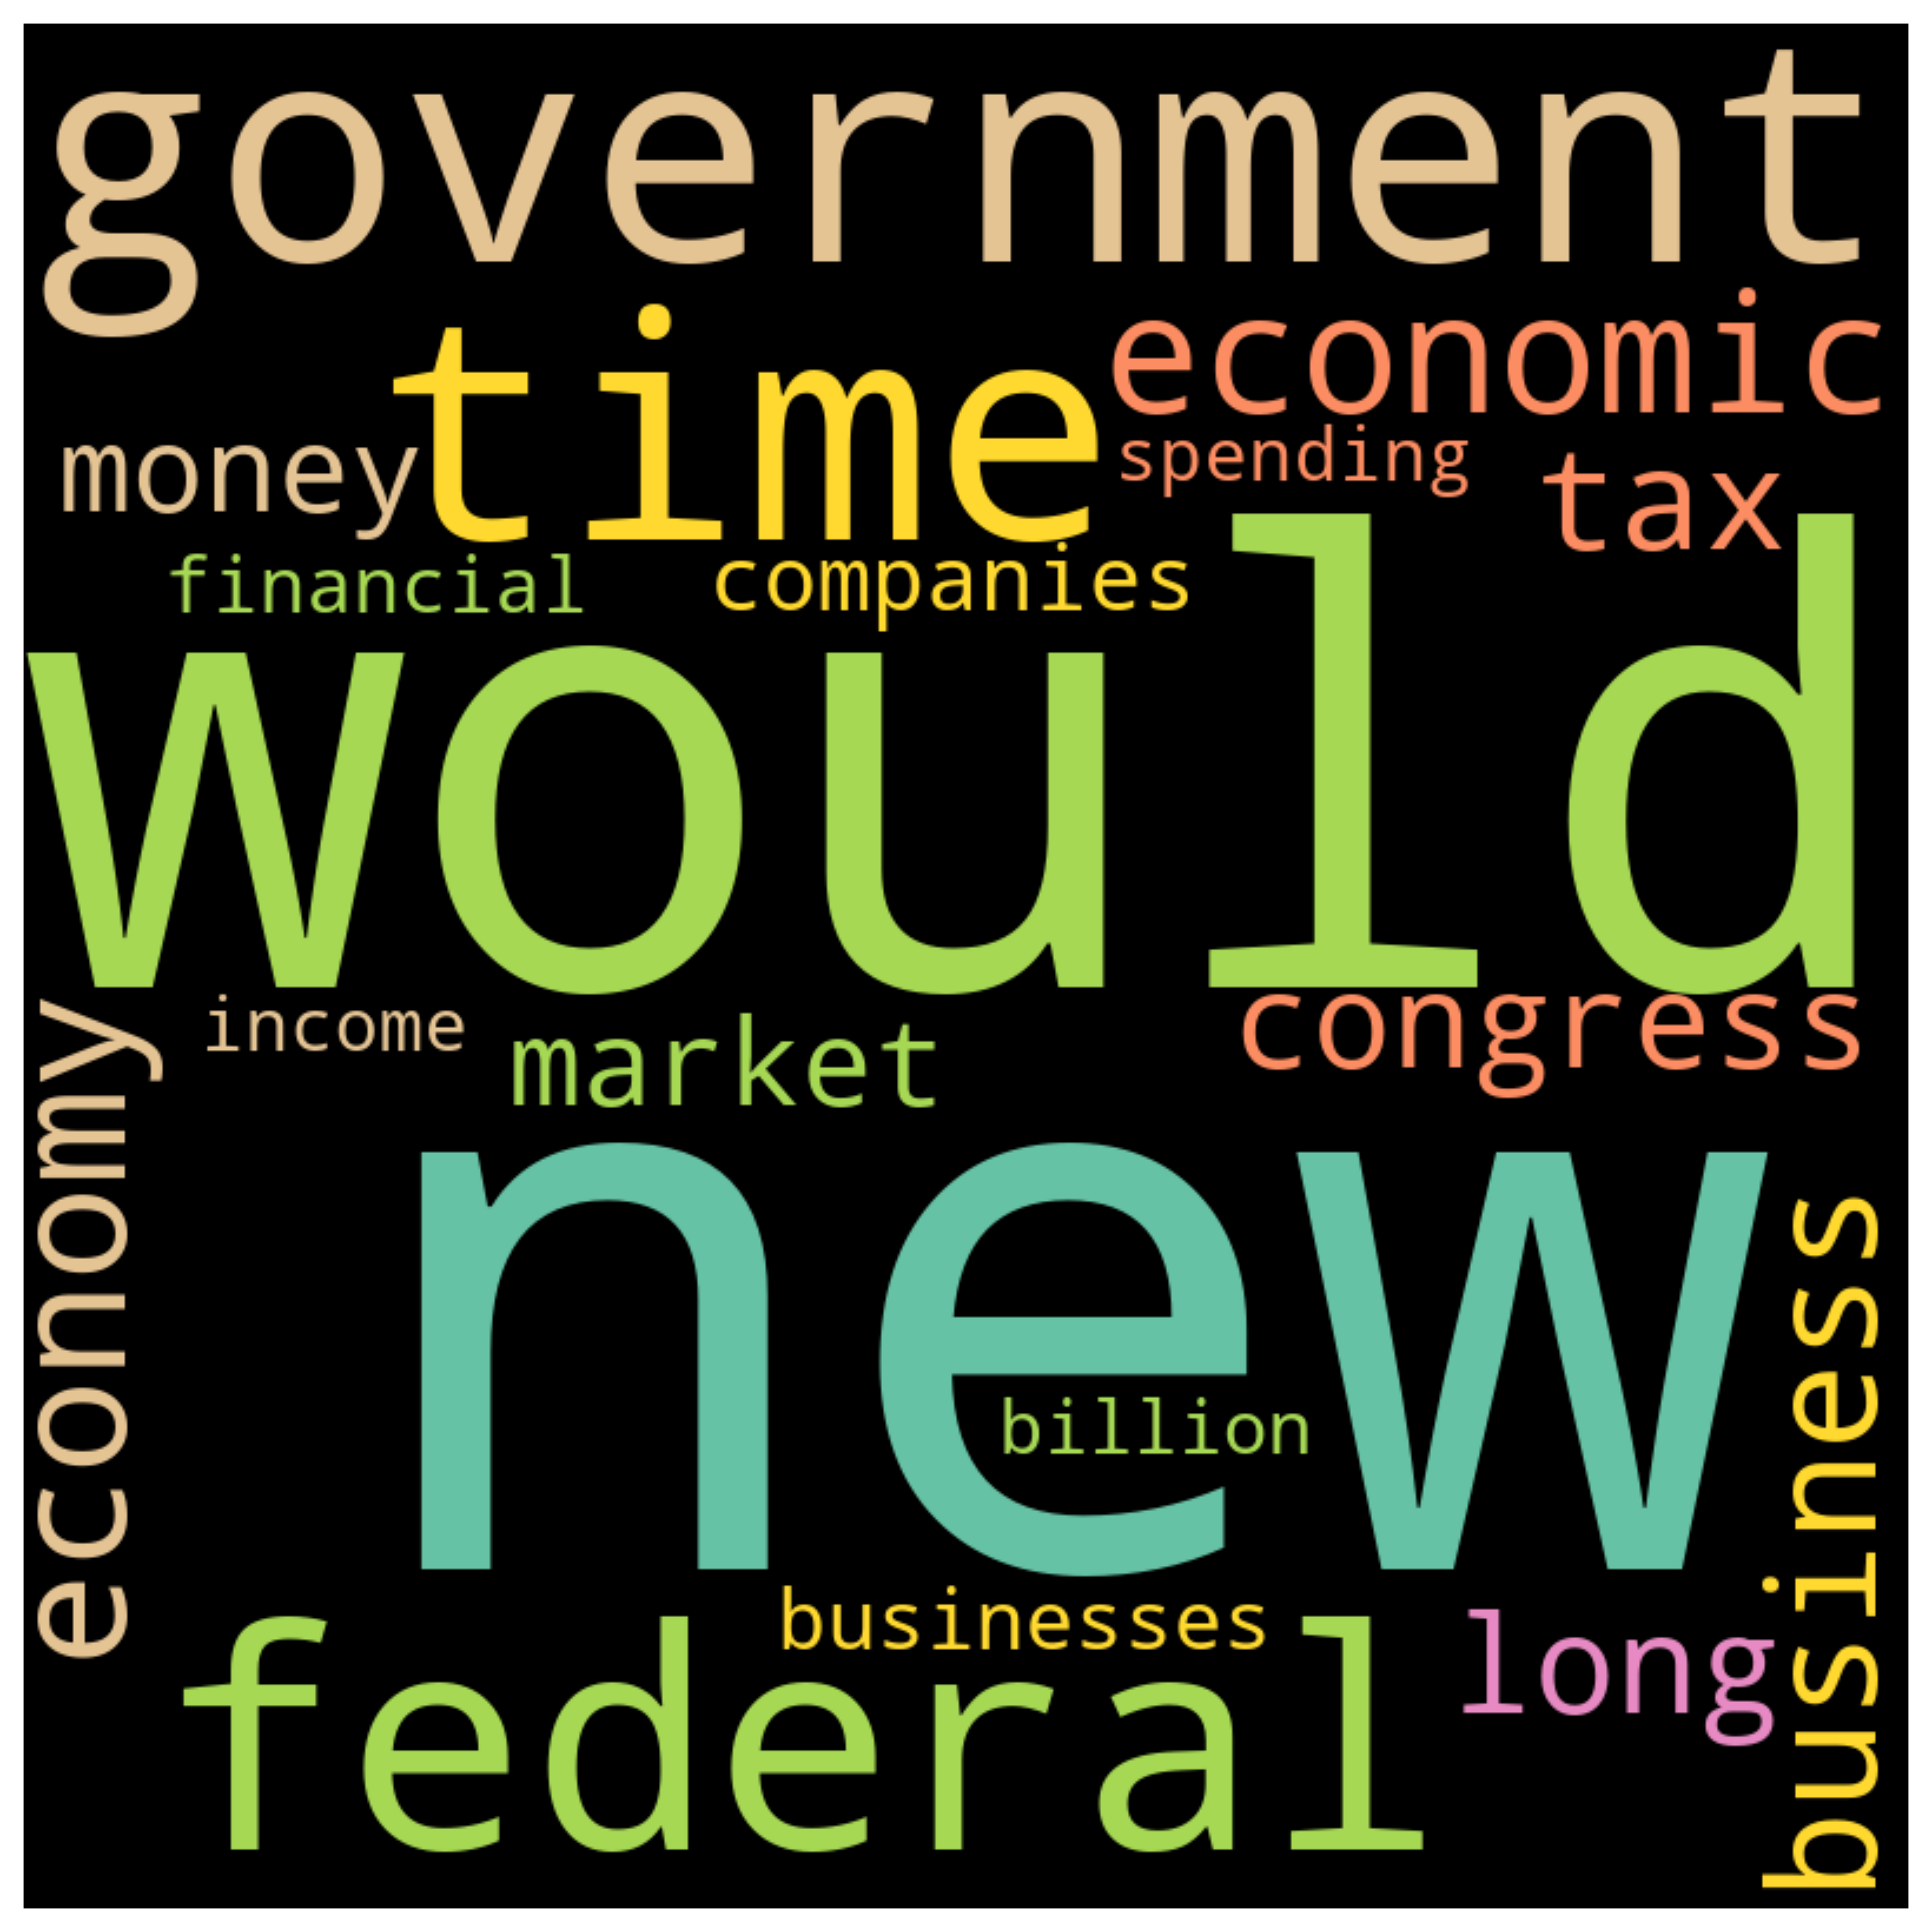 government
time
economic
money
spending
tax
financial
companies
would
economy
income
market
congress
new
billion
business
businesses
long
federal